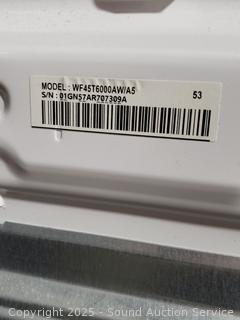 MODEL : WF45T6000AW/A5
53
S/N : 01GN57AR707309A
Copyright 2025 - Sound Auction Service